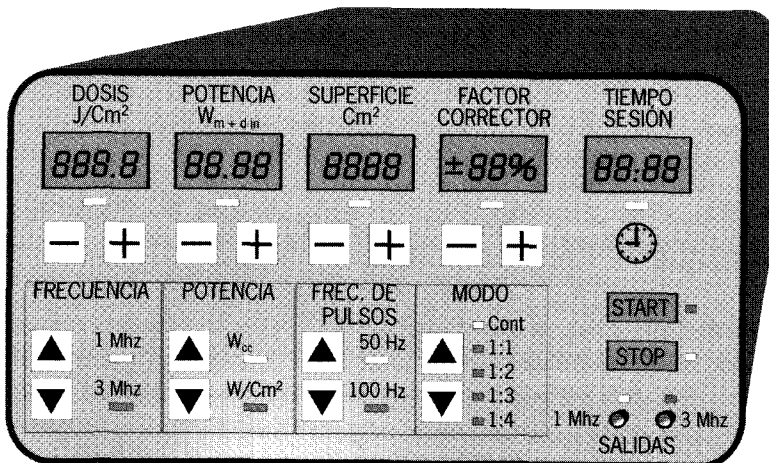 DOSIS
J/Cm²
POTENCIA
Wm + d in
SUPERFICIE
Cm²
FACTOR
CORRECTOR
TIEMPO
SESIÓN
888.8
88.88
8888
±88%
88:88
− +
− +
− +
− +
FRECUENCIA
1 Mhz
3 Mhz
POTENCIA
Wcc
W/Cm²
FREC. DE
PULSOS
50 Hz
100 Hz
MODO
Cont
1:1
1:2
1:3
1:4
START
STOP
1 Mhz
3 Mhz
SALIDAS